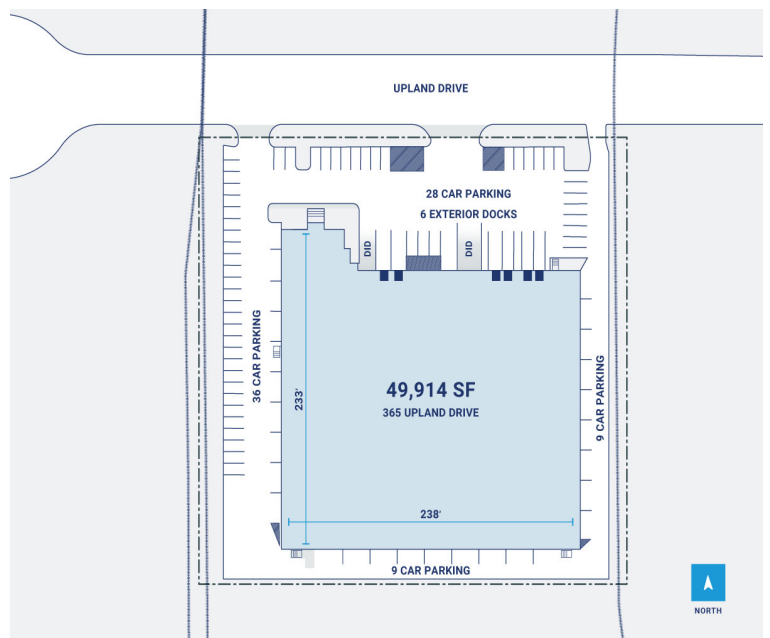 UPLAND DRIVE
28 CAR PARKING
6 EXTERIOR DOCKS
DID
DID
36 CAR PARKING
233'
49,914 SF
365 UPLAND DRIVE
9 CAR PARKING
238'
9 CAR PARKING
NORTH